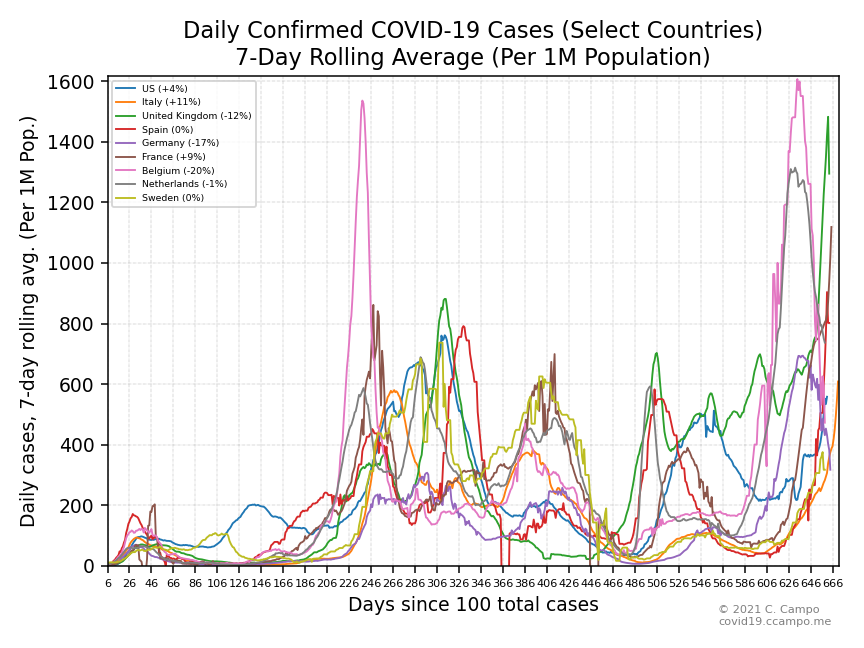 Daily Confirmed COVID-19 Cases (Select Countries)
7-Day Rolling Average (Per 1M Population)
Daily cases, 7-day rolling avg. (Per 1M Pop.)
1600
1400
1200
1000
800
600
400
200
0
US (+4%)
Italy (+11%)
United Kingdom (-12%)
Spain (0%)
Germany (-17%)
France (+9%)
Belgium (-20%)
Netherlands (-1%)
Sweden (0%)
6 26 46 66 86 106 126 146 166 186 206 226 246 266 286 306 326 346 366 386 406 426 446 466 486 506 526 546 566 586 606 626 646 666
Days since 100 total cases
© 2021 C. Campo
covid19.ccampo.me